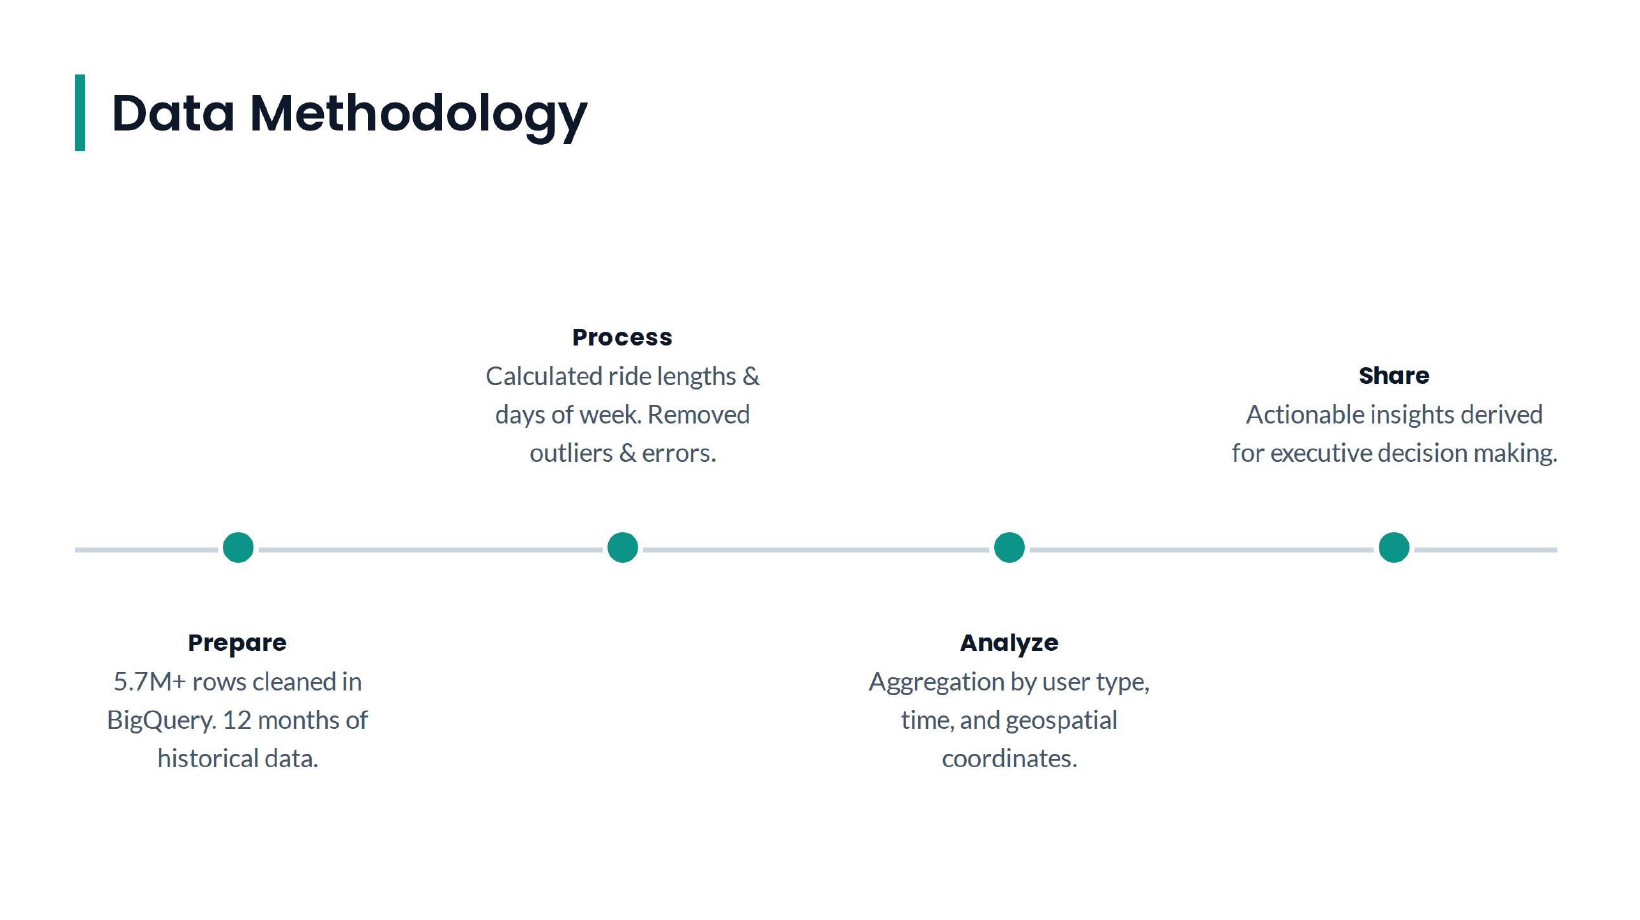 Data Methodology
Prepare
5.7M+ rows cleaned in
BigQuery. 12 months of
historical data.
Process
Calculated ride lengths &
days of week. Removed
outliers & errors.
Analyze
Aggregation by user type,
time, and geospatial
coordinates.
Share
Actionable insights derived
for executive decision making.